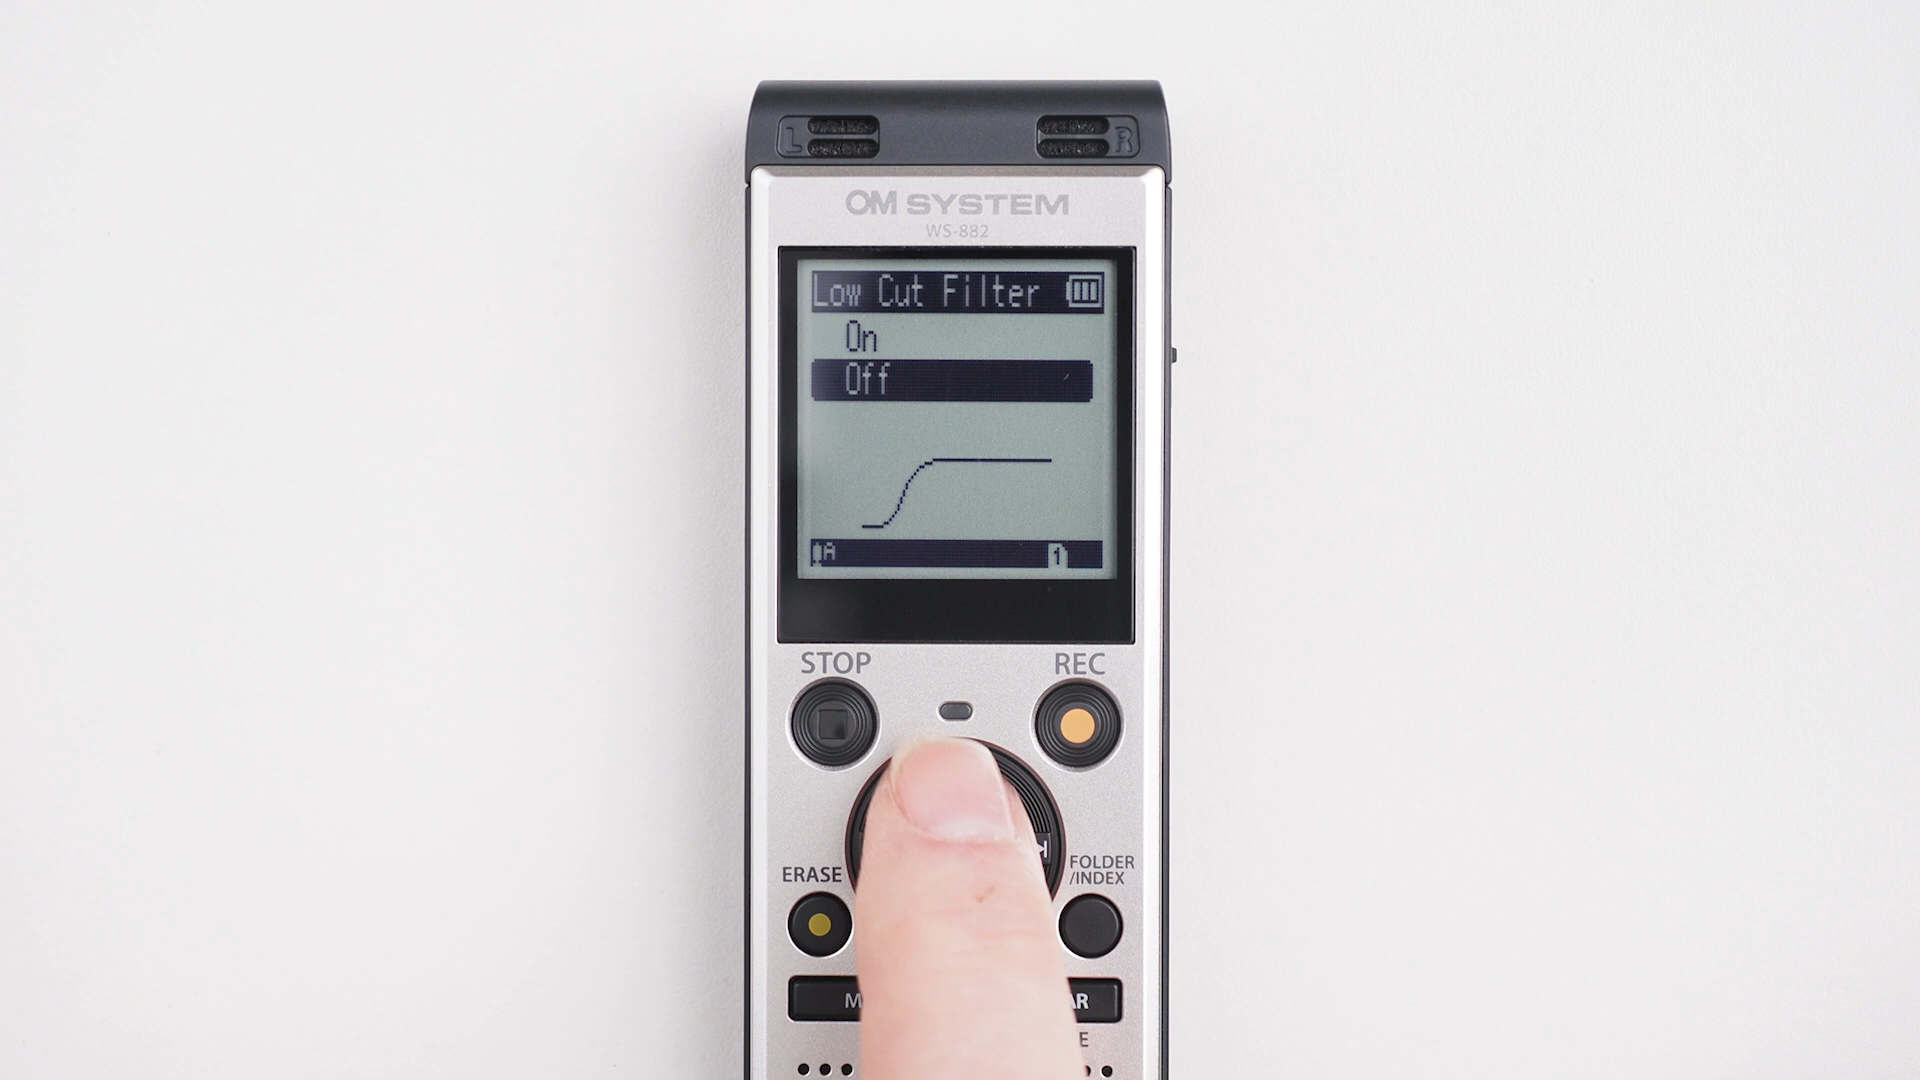 L R
OM SYSTEM
WS-882
Low Cut Filter
On
Off
A 1
STOP REC
ERASE
FOLDER
/INDEX